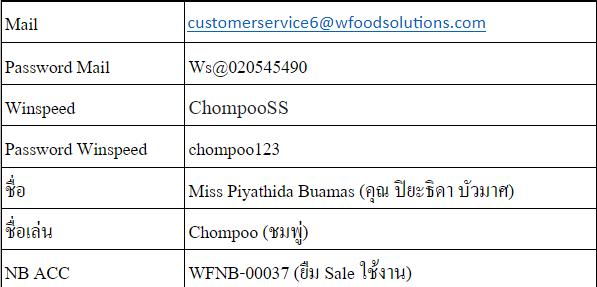 Mail customerservice6@wfoodsolutions.com
Password Mail Ws@020545490
Winspeed ChompooSS
Password Winspeed chompoo123
ชื่อ Miss Piyathida Buamas (คุณ ปิยะธิดา บัวมาศ)
ชื่อเล่น Chompoo (ชมพู่)
NB ACC WFNB-00037 (ยืม Sale ใช้งาน)